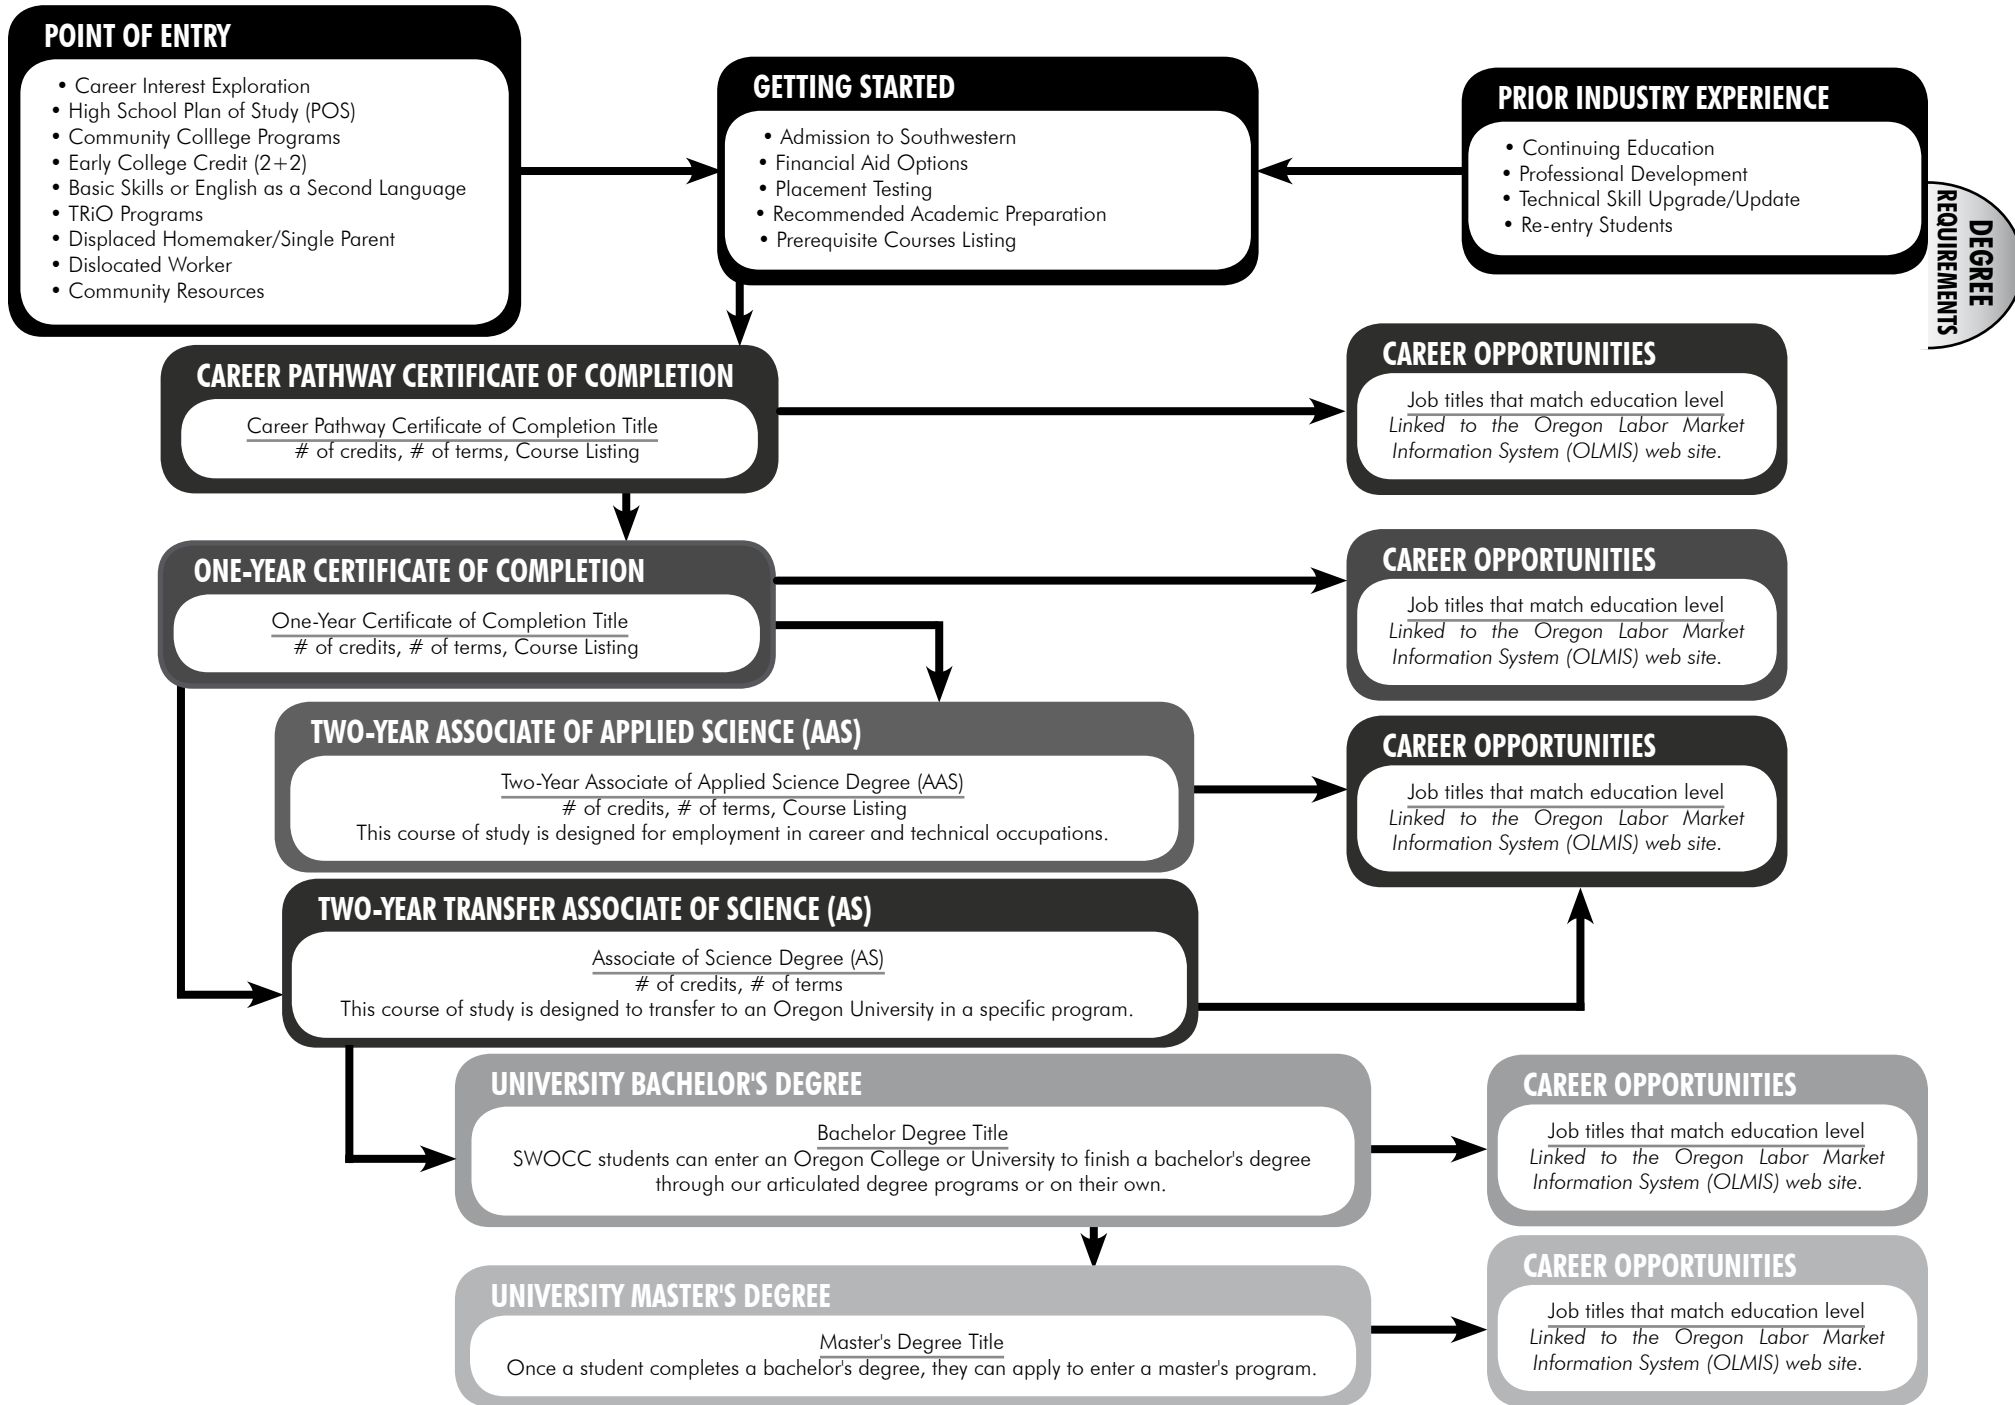 POINT OF ENTRY
• Career Interest Exploration
• High School Plan of Study (POS)
• Community Colllege Programs
• Early College Credit (2+2)
• Basic Skills or English as a Second Language
• TRiO Programs
• Displaced Homemaker/Single Parent
• Dislocated Worker
• Community Resources
GETTING STARTED
• Admission to Southwestern
• Financial Aid Options
• Placement Testing
• Recommended Academic Preparation
• Prerequisite Courses Listing
PRIOR INDUSTRY EXPERIENCE
• Continuing Education
• Professional Development
• Technical Skill Upgrade/Update
• Re-entry Students
DEGREE
REQUIREMENTS
CAREER PATHWAY CERTIFICATE OF COMPLETION
Career Pathway Certificate of Completion Title
# of credits, # of terms, Course Listing
CAREER OPPORTUNITIES
Job titles that match education level
Linked to the Oregon Labor Market
Information System (OLMIS) web site.
ONE-YEAR CERTIFICATE OF COMPLETION
One-Year Certificate of Completion Title
# of credits, # of terms, Course Listing
CAREER OPPORTUNITIES
Job titles that match education level
Linked to the Oregon Labor Market
Information System (OLMIS) web site.
TWO-YEAR ASSOCIATE OF APPLIED SCIENCE (AAS)
Two-Year Associate of Applied Science Degree (AAS)
# of credits, # of terms, Course Listing
This course of study is designed for employment in career and technical occupations.
CAREER OPPORTUNITIES
Job titles that match education level
Linked to the Oregon Labor Market
Information System (OLMIS) web site.
TWO-YEAR TRANSFER ASSOCIATE OF SCIENCE (AS)
Associate of Science Degree (AS)
# of credits, # of terms
This course of study is designed to transfer to an Oregon University in a specific program.
UNIVERSITY BACHELOR'S DEGREE
Bachelor Degree Title
SWOCC students can enter an Oregon College or University to finish a bachelor's degree
through our articulated degree programs or on their own.
CAREER OPPORTUNITIES
Job titles that match education level
Linked to the Oregon Labor Market
Information System (OLMIS) web site.
UNIVERSITY MASTER'S DEGREE
Master's Degree Title
Once a student completes a bachelor's degree, they can apply to enter a master's program.
CAREER OPPORTUNITIES
Job titles that match education level
Linked to the Oregon Labor Market
Information System (OLMIS) web site.